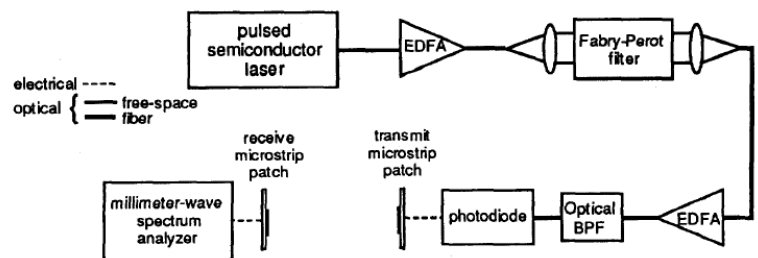 pulsed
semiconductor
laser
EDFA
Fabry-Perot
filter
electrical
optical {
free-space
fiber
receive
microstrip
patch
transmit
microstrip
patch
millimeter-wave
spectrum
analyzer
photodiode
Optical
BPF
EDFA